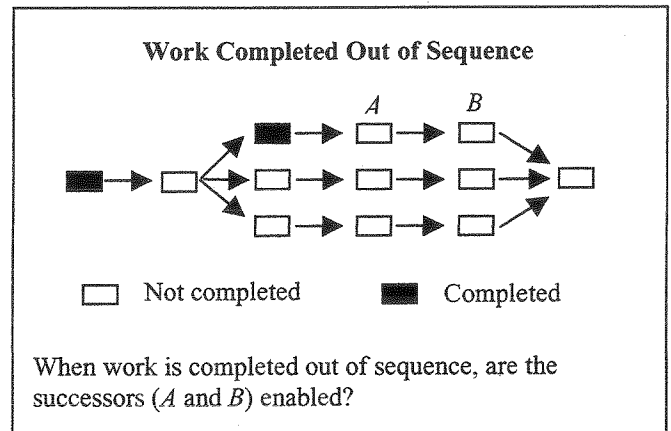 Work Completed Out of Sequence
A B
Not completed Completed
When work is completed out of sequence, are the
successors (A and B) enabled?